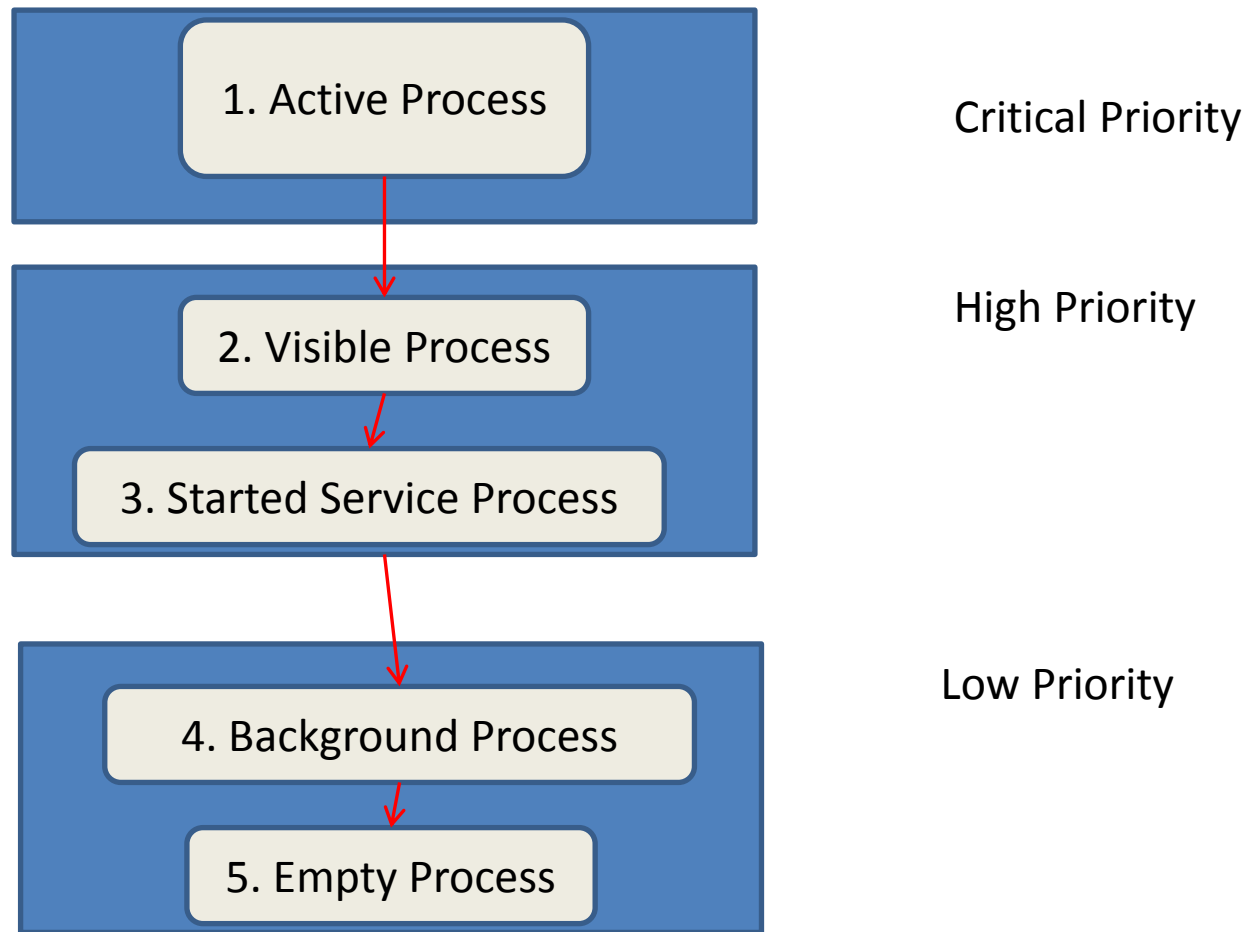 1. Active Process
Critical Priority
High Priority
2. Visible Process
3. Started Service Process
Low Priority
4. Background Process
5. Empty Process